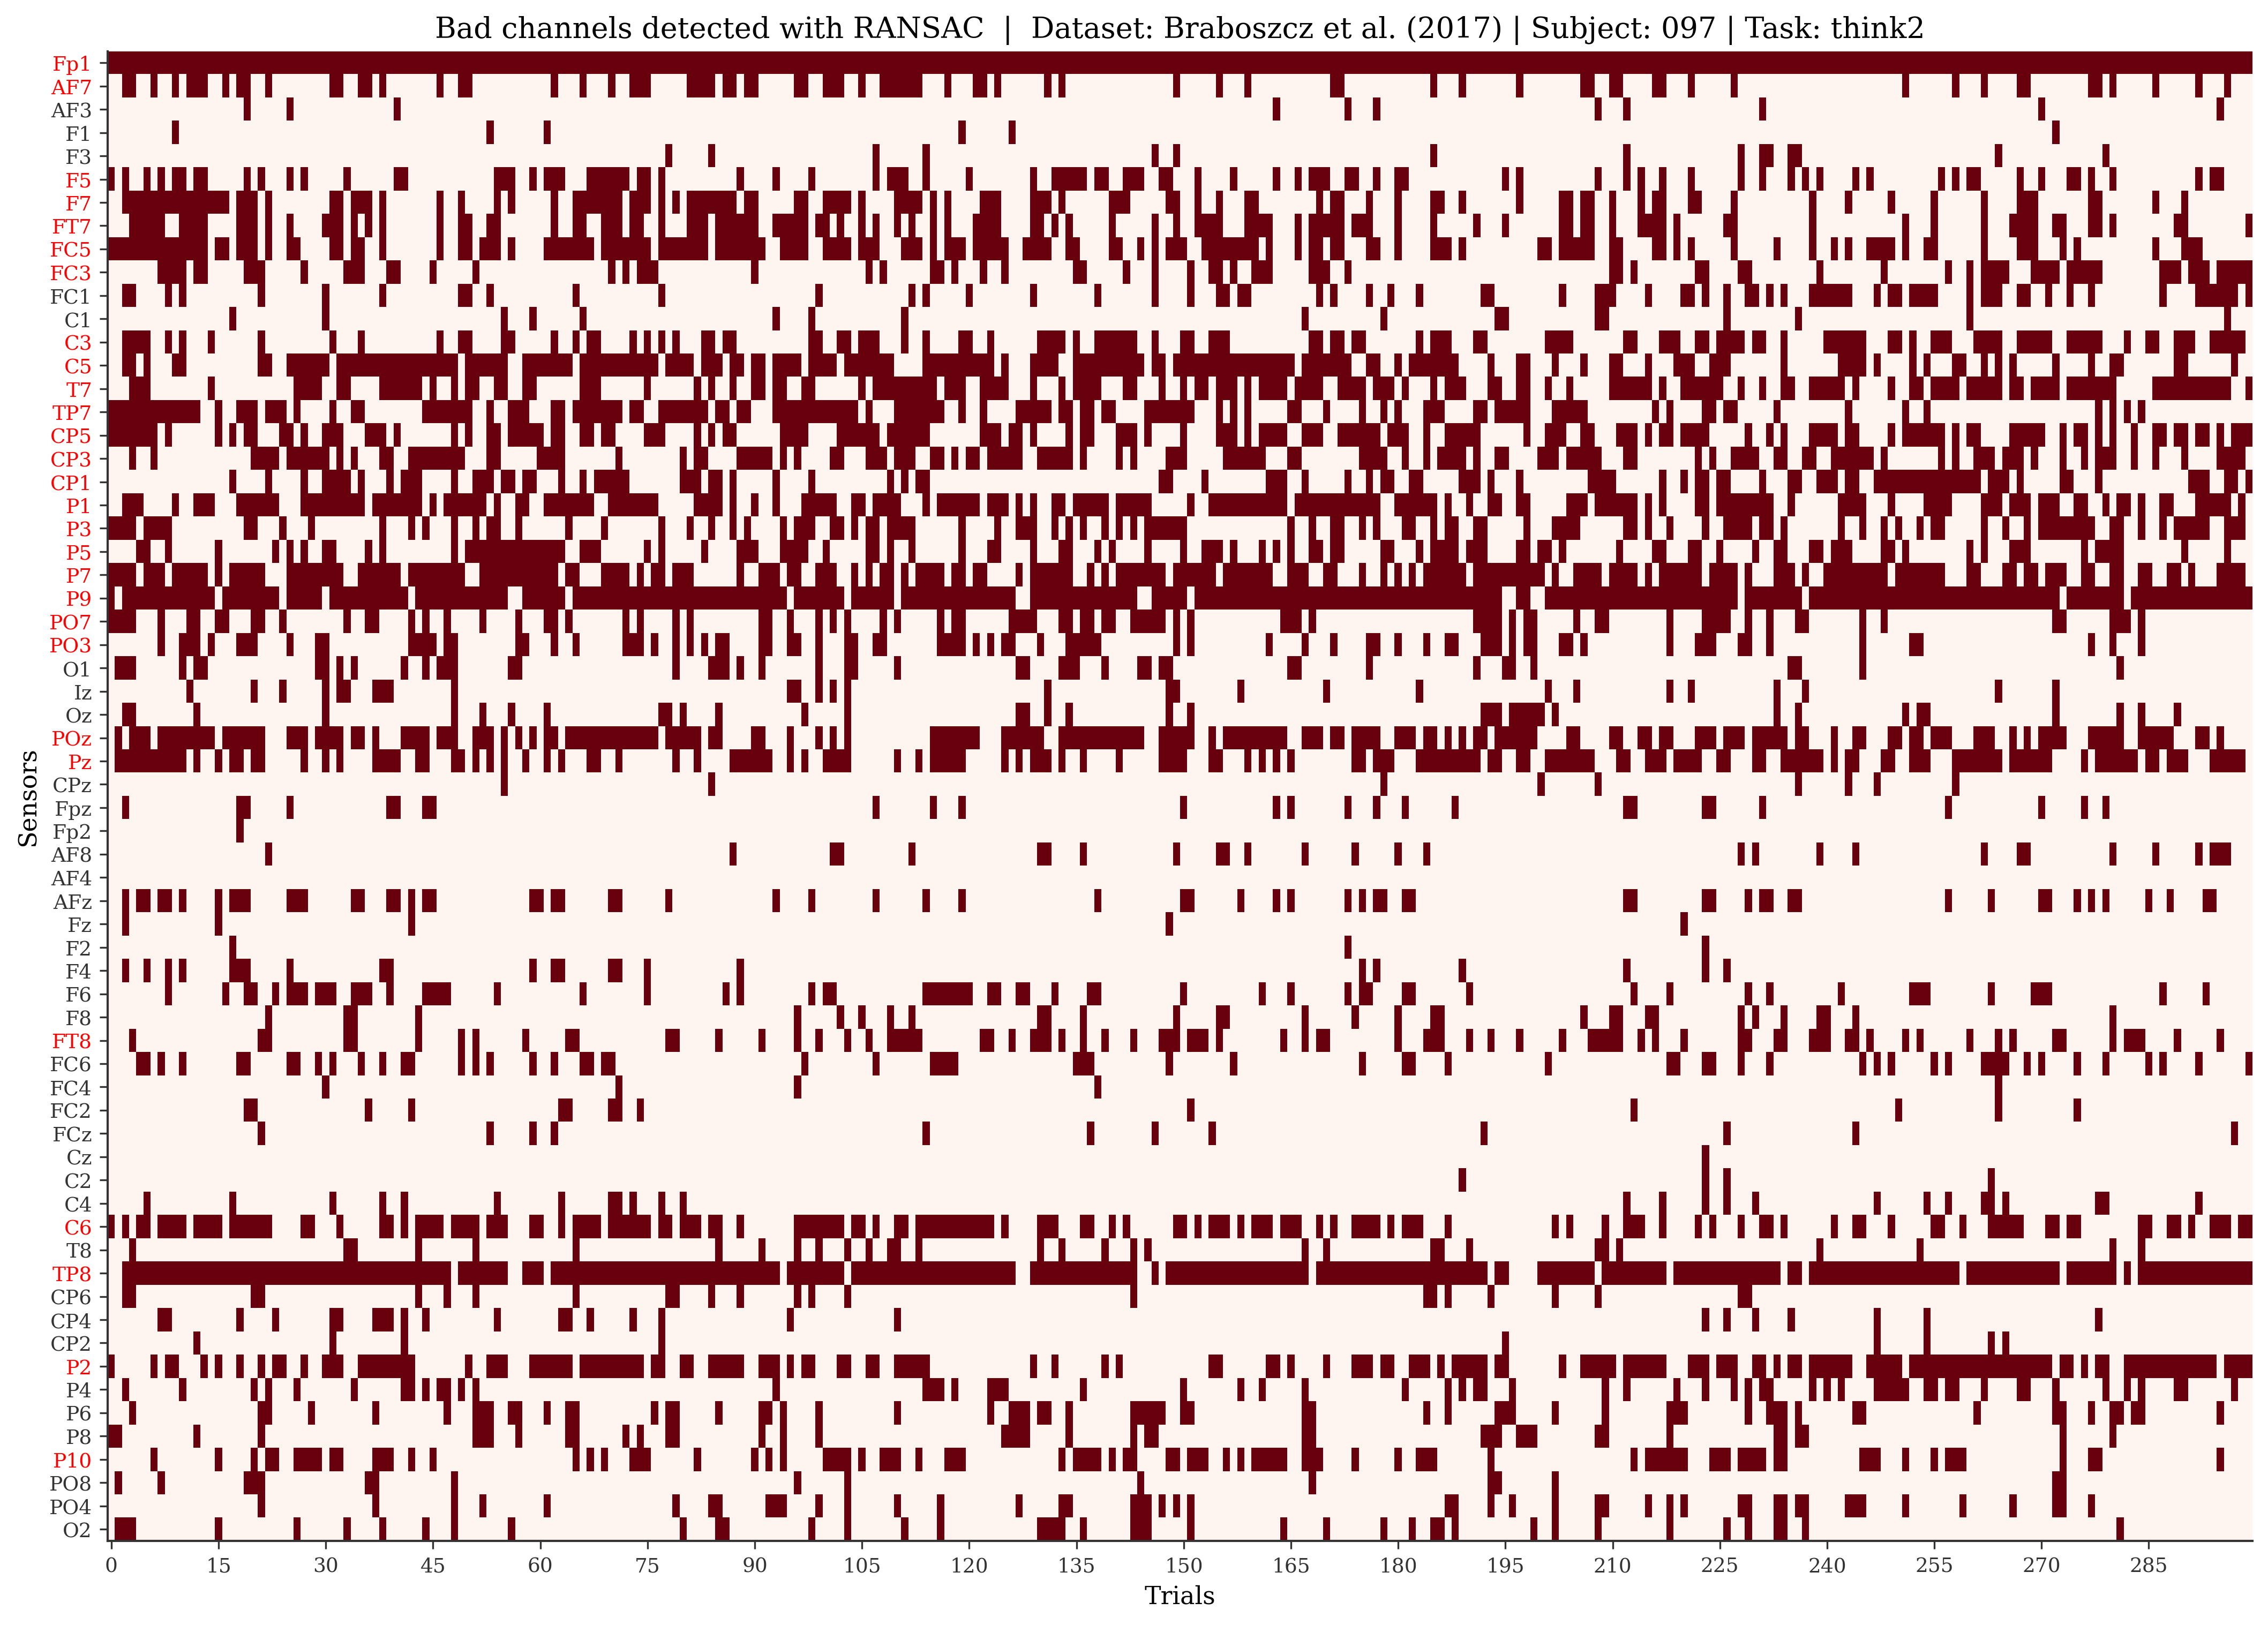 Bad channels detected with RANSAC | Dataset: Braboszcz et al. (2017) | Subject: 097 | Task: think2
Sensors
Fp1
AF7
AF3
F1
F3
F5
F7
FT7
FC5
FC3
FC1
C1
C3
C5
T7
TP7
CP5
CP3
CP1
P1
P3
P5
P7
P9
PO7
PO3
O1
Iz
Oz
POz
Pz
CPz
Fpz
Fp2
AF8
AF4
AFz
Fz
F2
F4
F6
F8
FT8
FC6
FC4
FC2
FCz
Cz
C2
C4
C6
T8
TP8
CP6
CP4
CP2
P2
P4
P6
P8
P10
PO8
PO4
O2
0 15 30 45 60 75 90 105 120 135 150 165 180 195 210 225 240 255 270 285
Trials